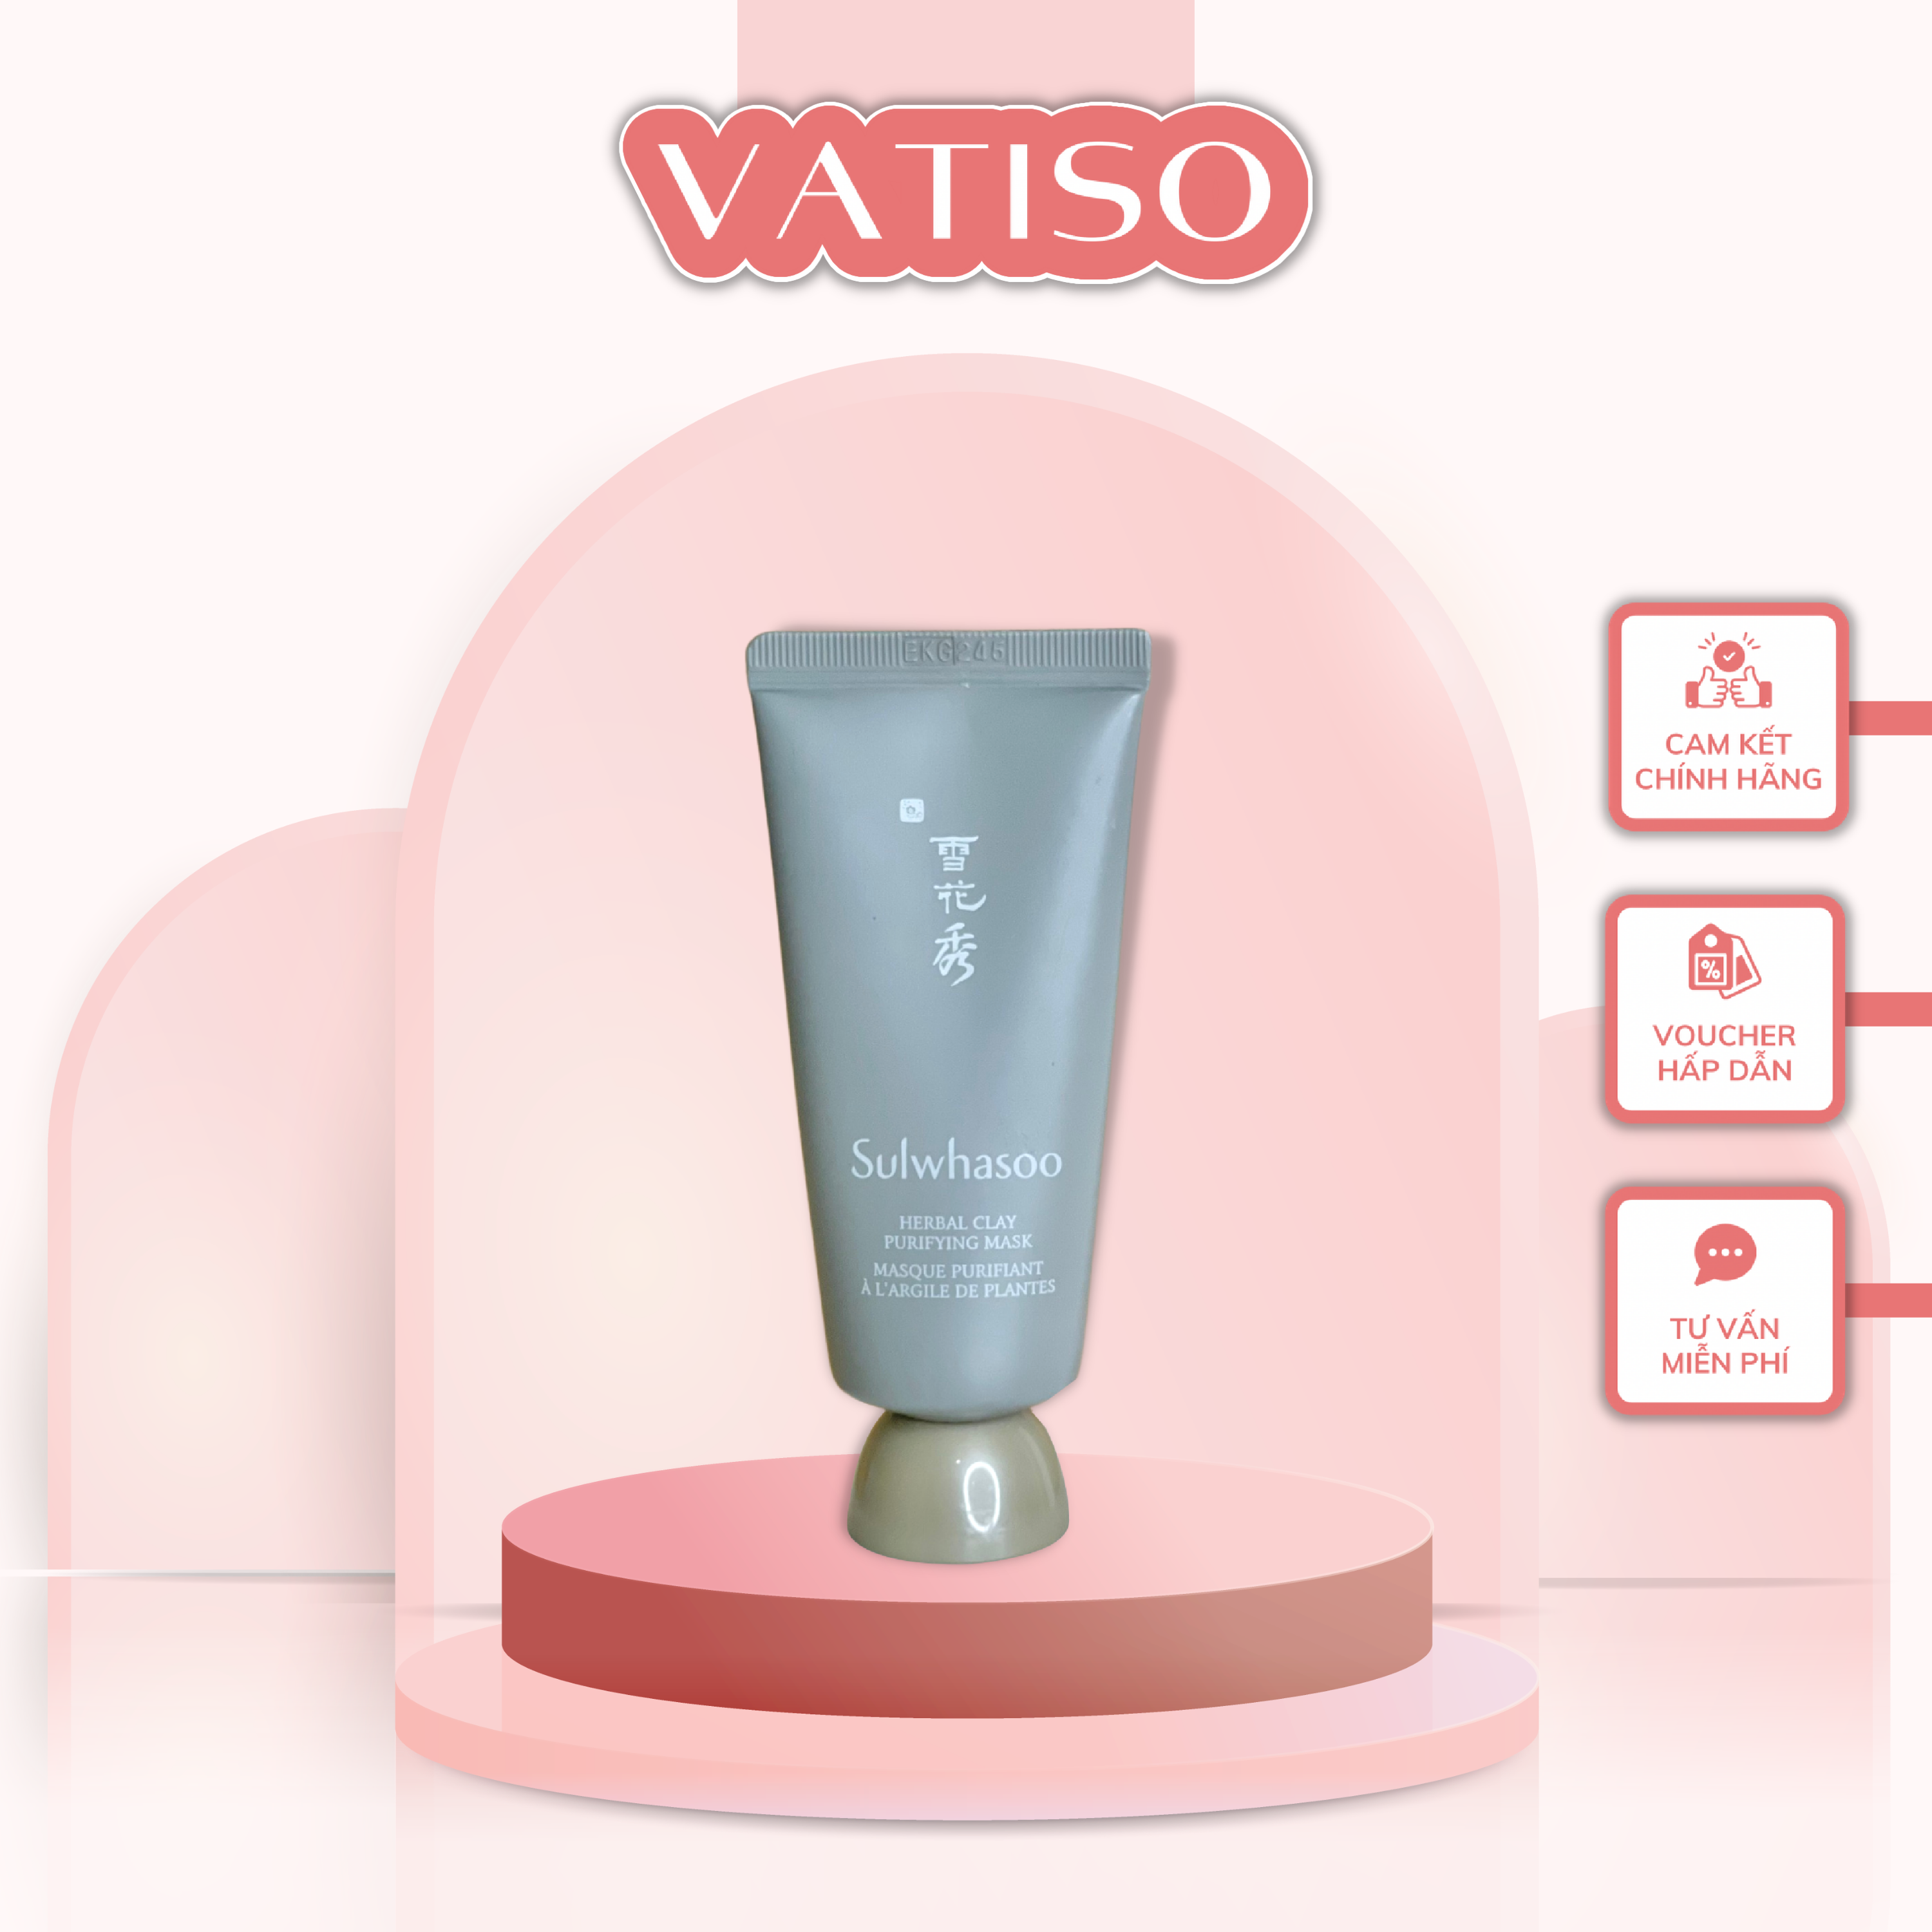 VATISO
EKG245
雪
花
秀
Sulwhasoo
HERBAL CLAY
PURIFYING MASK
MASQUE PURIFIANT
À L'ARGILE DE PLANTES
CAM KẾT
CHÍNH HÃNG
%
VOUCHER
HẤP DẪN
TƯ VẤN
MIỄN PHÍ